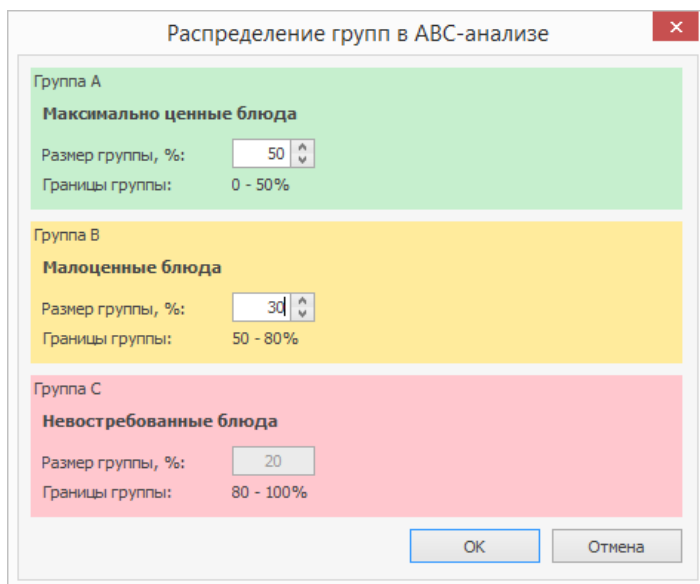 Распределение групп в ABC-анализе
Группа A
Максимально ценные блюда
Размер группы, %: 50
Границы группы: 0 - 50%
Группа B
Малоценные блюда
Размер группы, %: 30
Границы группы: 50 - 80%
Группа C
Невостребованные блюда
Размер группы, %: 20
Границы группы: 80 - 100%
OK Отмена